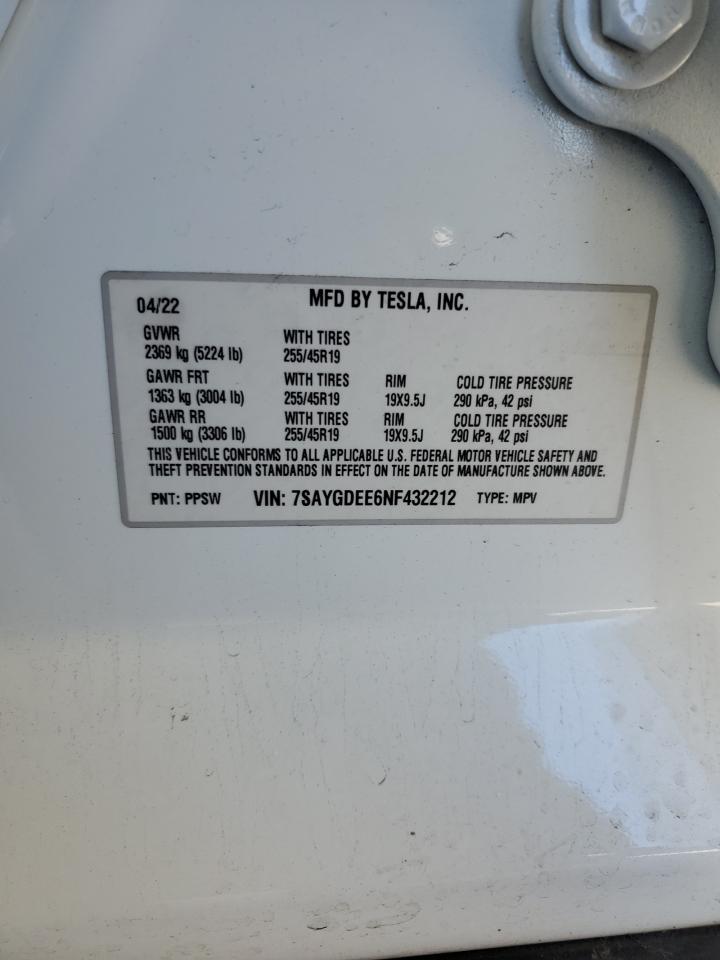 04/22 MFD BY TESLA, INC.
GVWR WITH TIRES
2369 kg (5224 lb) 255/45R19
GAWR FRT WITH TIRES RIM COLD TIRE PRESSURE
1363 kg (3004 lb) 255/45R19 19X9.5J 290 kPa, 42 psi
GAWR RR WITH TIRES RIM COLD TIRE PRESSURE
1500 kg (3306 lb) 255/45R19 19X9.5J 290 kPa, 42 psi
THIS VEHICLE CONFORMS TO ALL APPLICABLE U.S. FEDERAL MOTOR VEHICLE SAFETY AND
THEFT PREVENTION STANDARDS IN EFFECT ON THE DATE OF MANUFACTURE SHOWN ABOVE.
PNT: PPSW VIN: 7SAYGDEE6NF432212 TYPE: MPV